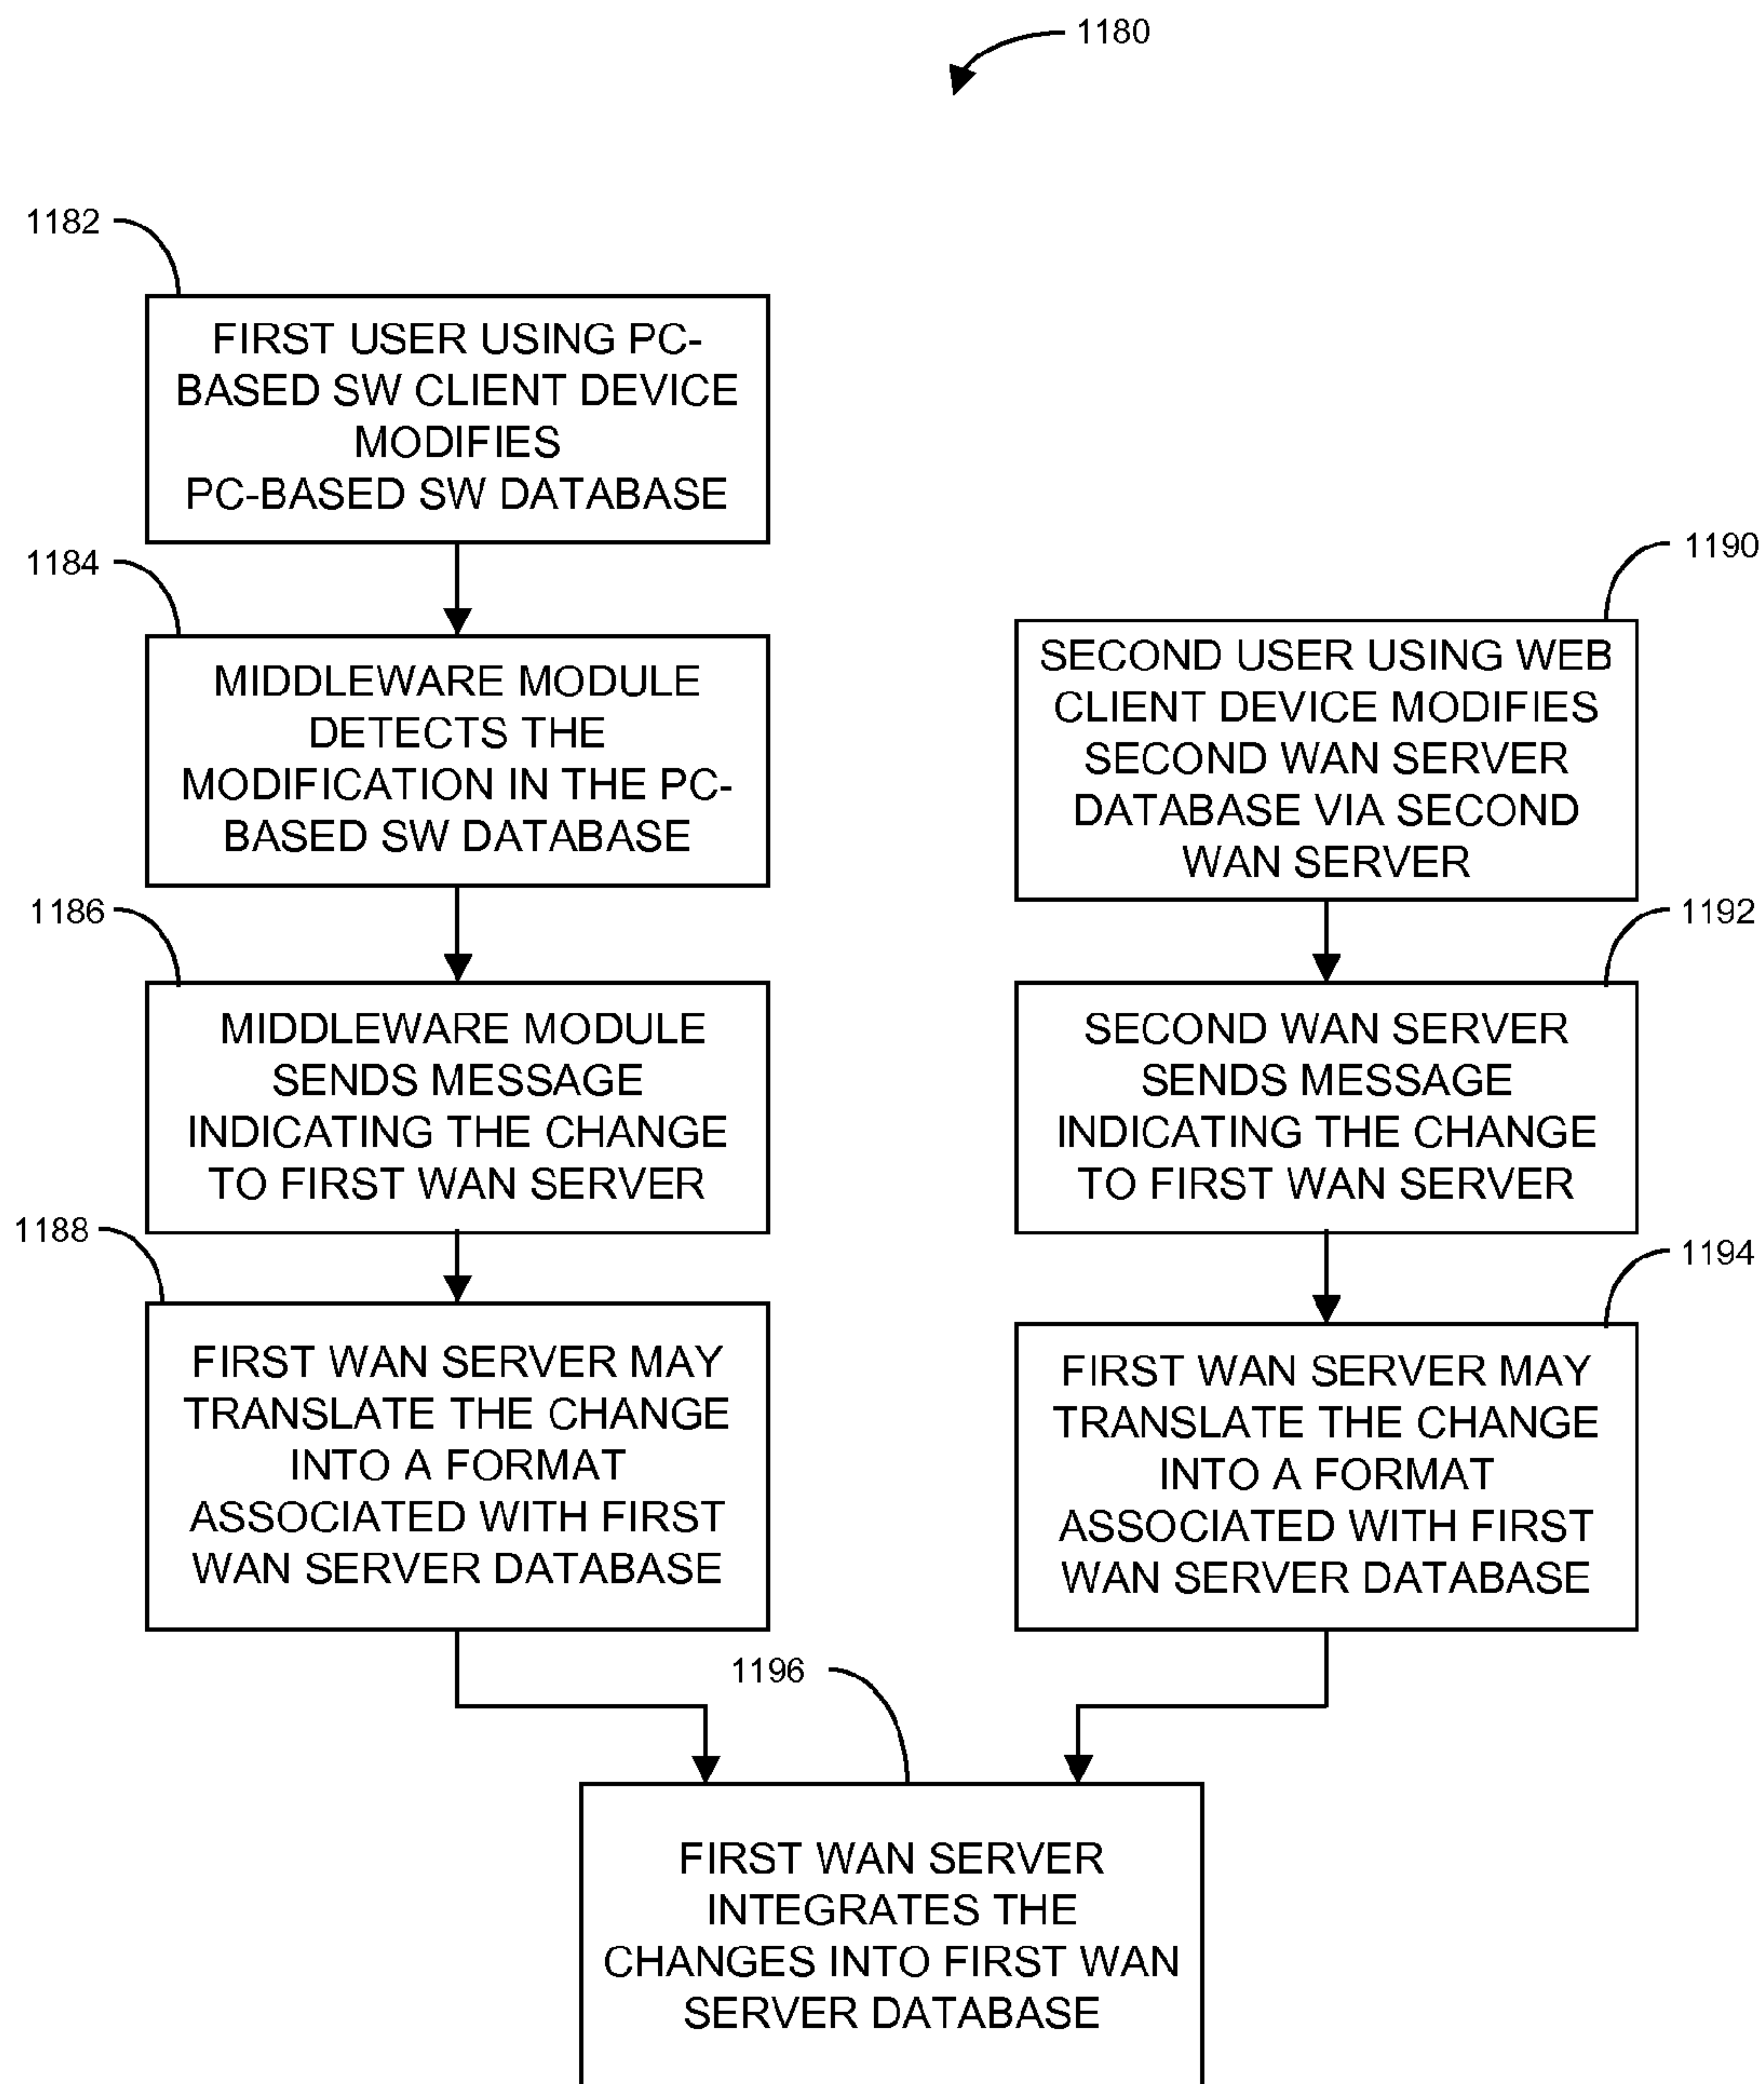 1180
1182
FIRST USER USING PC-
BASED SW CLIENT DEVICE
MODIFIES
PC-BASED SW DATABASE
1184
MIDDLEWARE MODULE
DETECTS THE
MODIFICATION IN THE PC-
BASED SW DATABASE
1186
MIDDLEWARE MODULE
SENDS MESSAGE
INDICATING THE CHANGE
TO FIRST WAN SERVER
1188
FIRST WAN SERVER MAY
TRANSLATE THE CHANGE
INTO A FORMAT
ASSOCIATED WITH FIRST
WAN SERVER DATABASE
1190
SECOND USER USING WEB
CLIENT DEVICE MODIFIES
SECOND WAN SERVER
DATABASE VIA SECOND
WAN SERVER
1192
SECOND WAN SERVER
SENDS MESSAGE
INDICATING THE CHANGE
TO FIRST WAN SERVER
1194
FIRST WAN SERVER MAY
TRANSLATE THE CHANGE
INTO A FORMAT
ASSOCIATED WITH FIRST
WAN SERVER DATABASE
1196
FIRST WAN SERVER
INTEGRATES THE
CHANGES INTO FIRST WAN
SERVER DATABASE